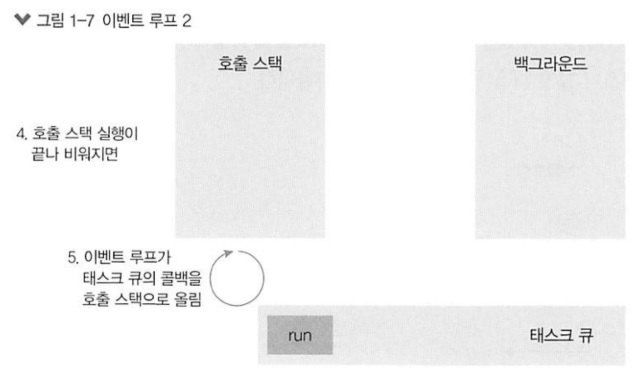 그림 1-7 이벤트 루프 2
호출 스택
백그라운드
4. 호출 스택 실행이
끝나 비워지면
5. 이벤트 루프가
태스크 큐의 콜백을
호출 스택으로 올림
run
태스크 큐